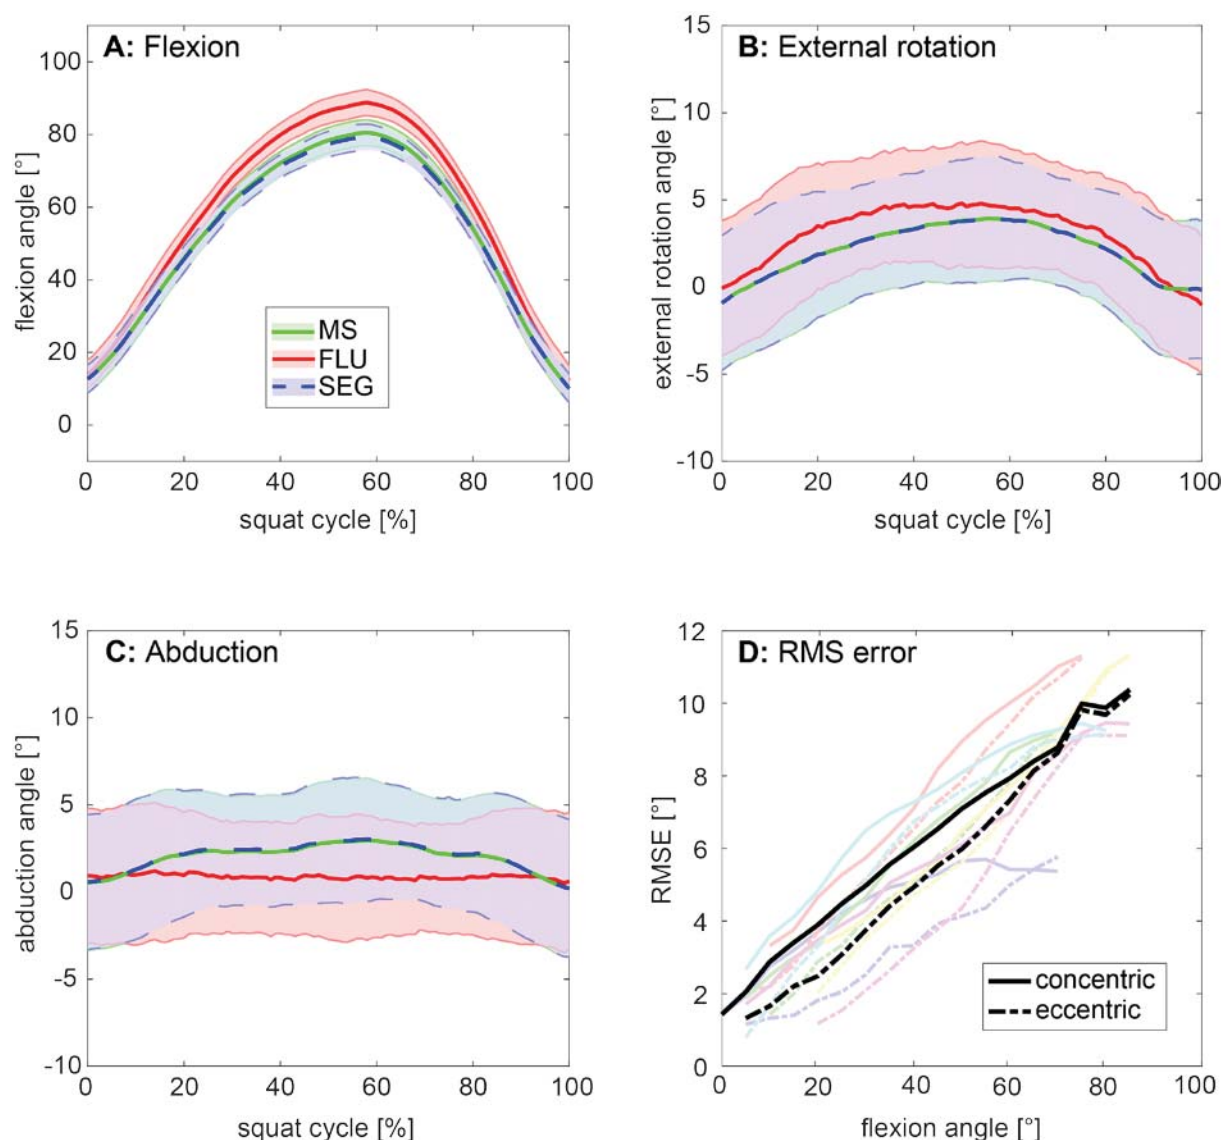 A: Flexion
100
80
60
40
20
0
flexion angle [°]
MS
FLU
SEG
0 20 40 60 80 100
squat cycle [%]
B: External rotation
15
10
5
0
-5
-10
external rotation angle [°]
0 20 40 60 80 100
squat cycle [%]
C: Abduction
15
10
5
0
-5
-10
abduction angle [°]
0 20 40 60 80 100
squat cycle [%]
D: RMS error
12
10
8
6
4
2
0
RMSE [°]
concentric
eccentric
0 20 40 60 80 100
flexion angle [°]